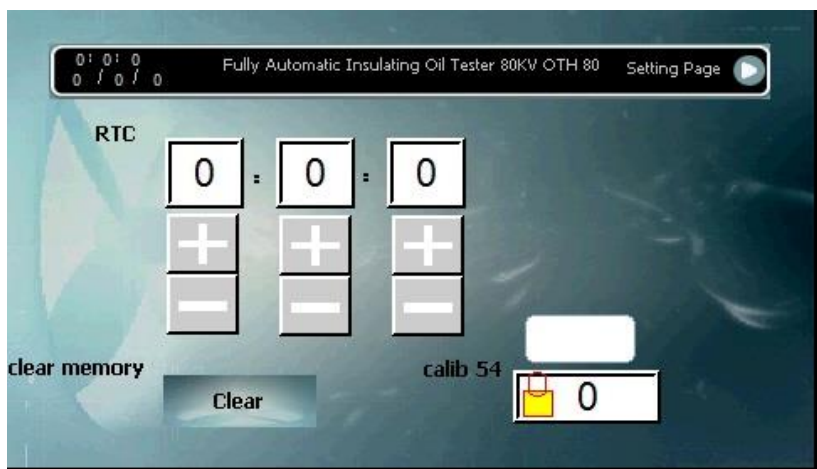 0: 0: 0
0 / 0 / 0
Fully Automatic Insulating Oil Tester 80KV OTH 80
Setting Page
RTC
0 : 0 : 0
+ + +
- - -
clear memory
Clear
calib 54
0